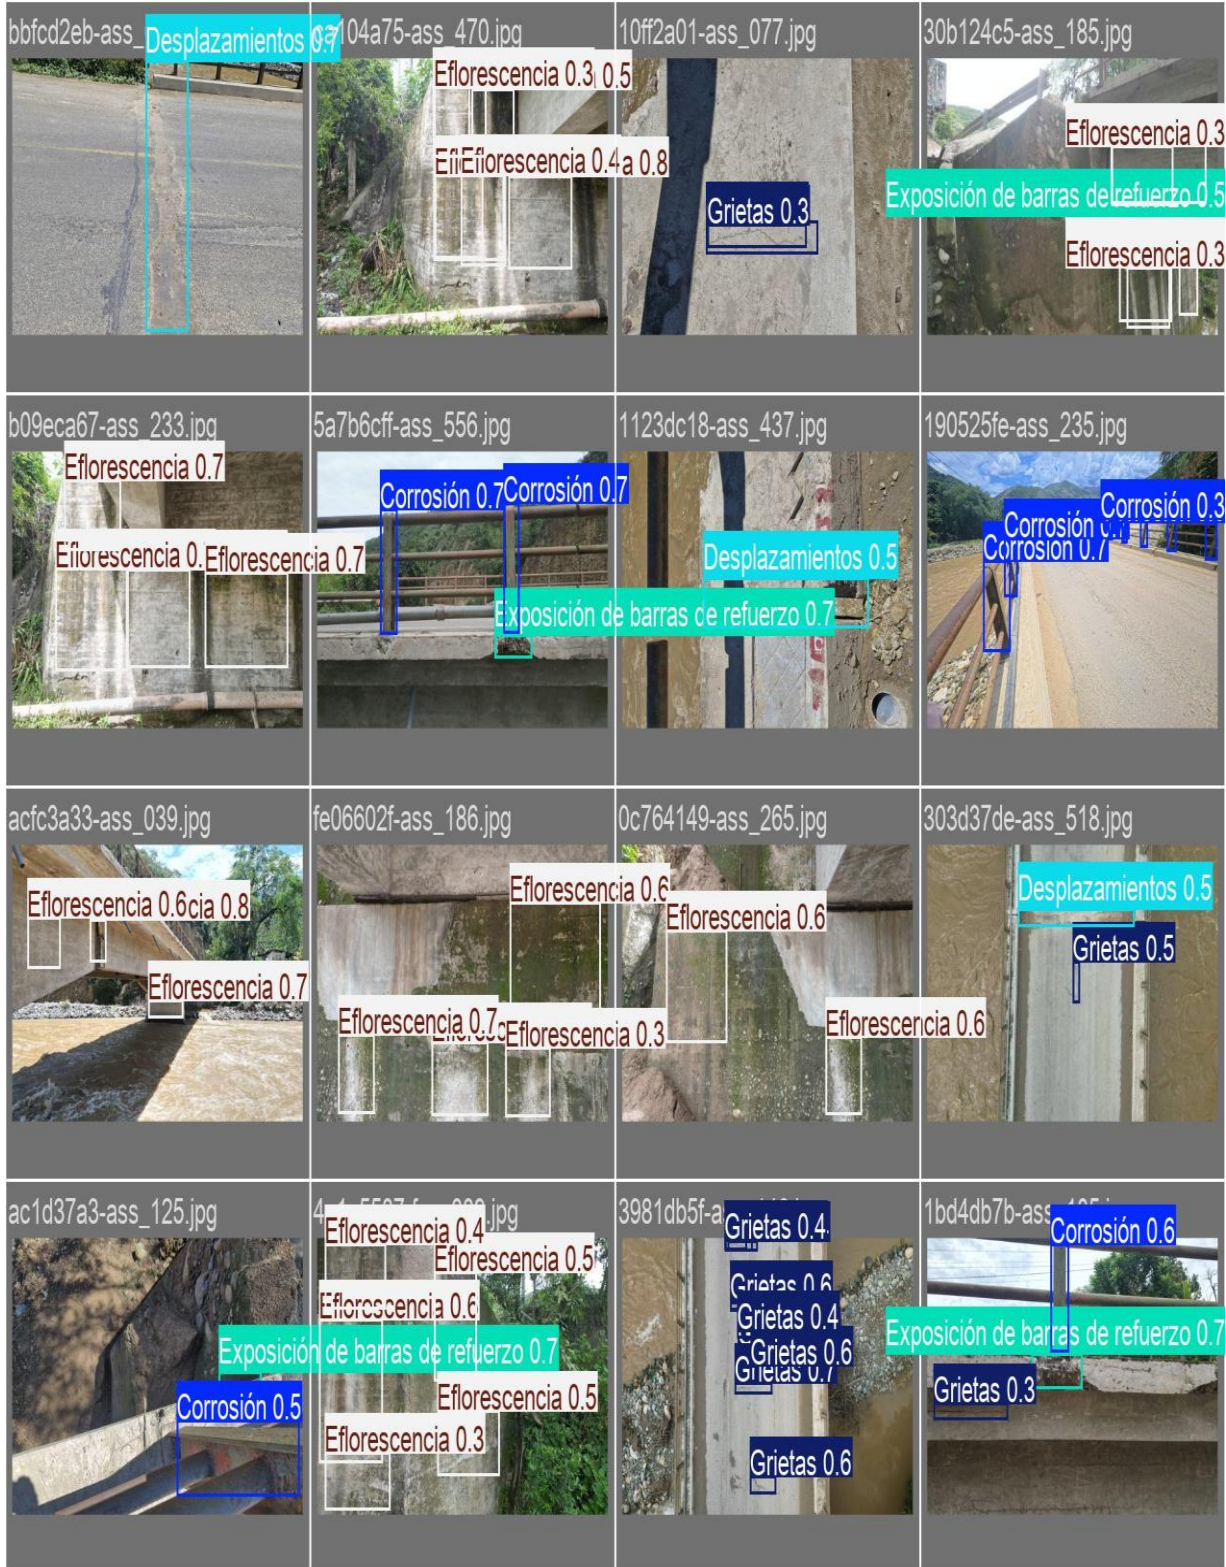 bbfcd2eb-ass_
Desplazamientos 0.7
a104a75-ass_470.jpg
Eflorescencia 0.3
0.5
Eflorescencia 0.4
a 0.8
10ff2a01-ass_077.jpg
Grietas 0.3
30b124c5-ass_185.jpg
Eflorescencia 0.3
Exposición de barras de refuerzo 0.5
Eflorescencia 0.3
b09eca67-ass_233.jpg
Eflorescencia 0.7
Eflorescencia 0.
Eflorescencia 0.7
5a7b6cff-ass_556.jpg
Corrosión 0.7
Corrosión 0.7
Exposición de barras de refuerzo 0.7
1123dc18-ass_437.jpg
Desplazamientos 0.5
190525fe-ass_235.jpg
Corrosión 0.3
Corrosión
Corrosión 0.7
acfc3a33-ass_039.jpg
Eflorescencia 0.6
cia 0.8
Eflorescencia 0.7
fe06602f-ass_186.jpg
Eflorescencia 0.6
Eflorescencia 0.7
Eflorescencia 0.3
0c764149-ass_265.jpg
Eflorescencia 0.6
Eflorescencia 0.6
303d37de-ass_518.jpg
Desplazamientos 0.5
Grietas 0.5
ac1d37a3-ass_125.jpg
Exposición de barras de refuerzo 0.7
Corrosión 0.5
.jpg
Eflorescencia 0.4
Eflorescencia 0.5
Eflorescencia 0.6
Eflorescencia 0.5
Eflorescencia 0.3
3981db5f-a
Grietas 0.4
Grietas 0.6
Grietas 0.4
Grietas 0.6
Grietas 0.7
Grietas 0.6
1bd4db7b-ass
Corrosión 0.6
Exposición de barras de refuerzo 0.7
Grietas 0.3